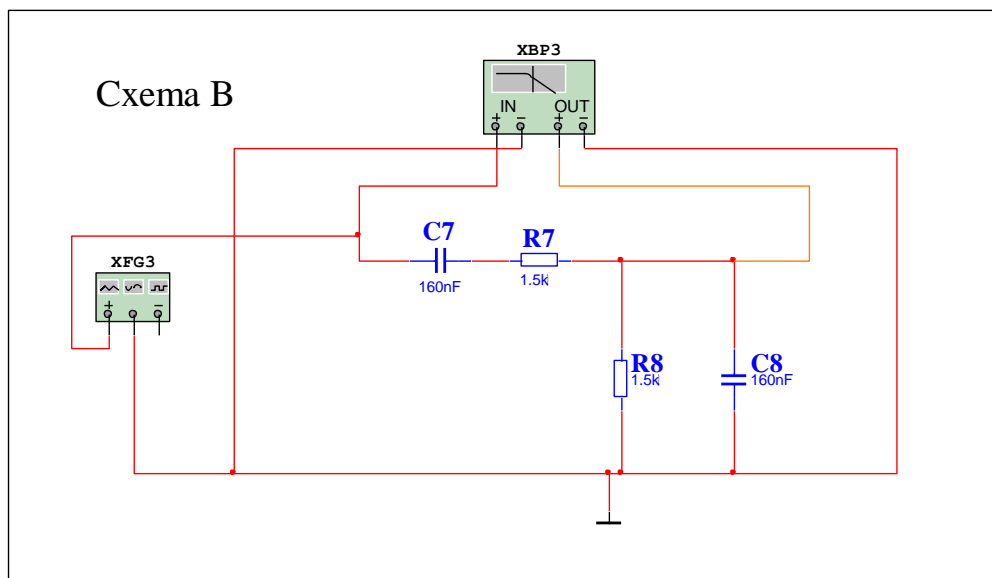 XBP3
Схема В
IN OUT
+ − + −
C7
R7
XFG3
160nF
1.5k
+ −
R8
1.5k
C8
160nF